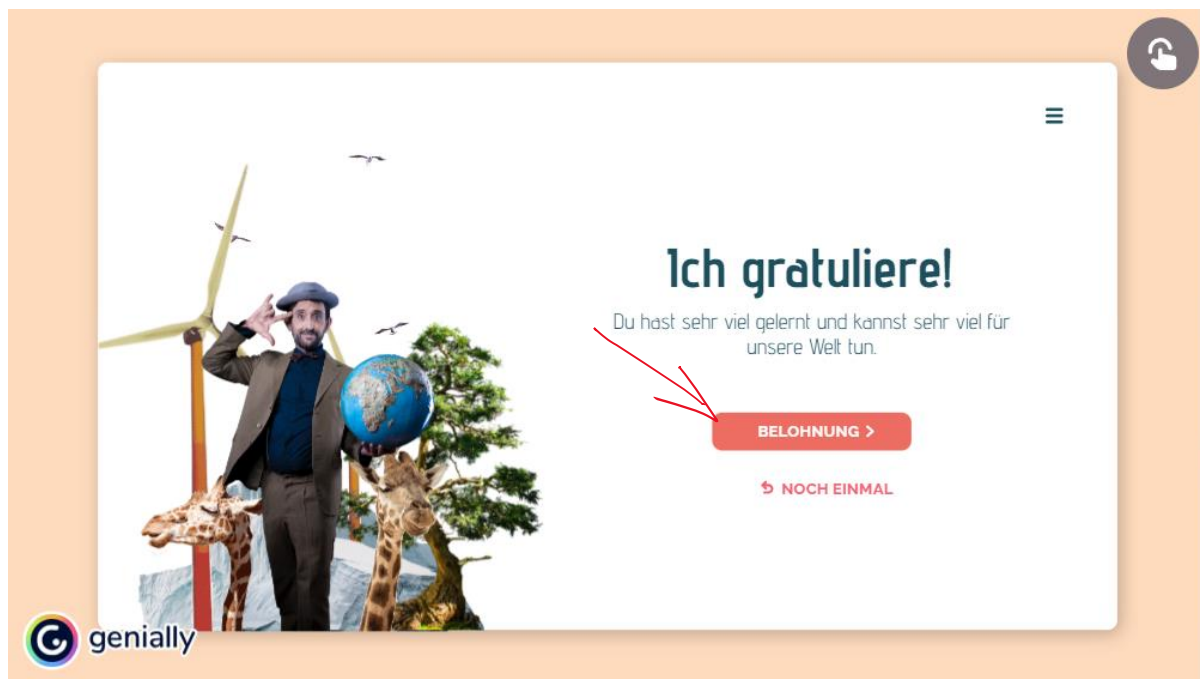 Ich gratuliere!
Du hast sehr viel gelernt und kannst sehr viel für
unsere Welt tun.
BELOHNUNG >
NOCH EINMAL
genially